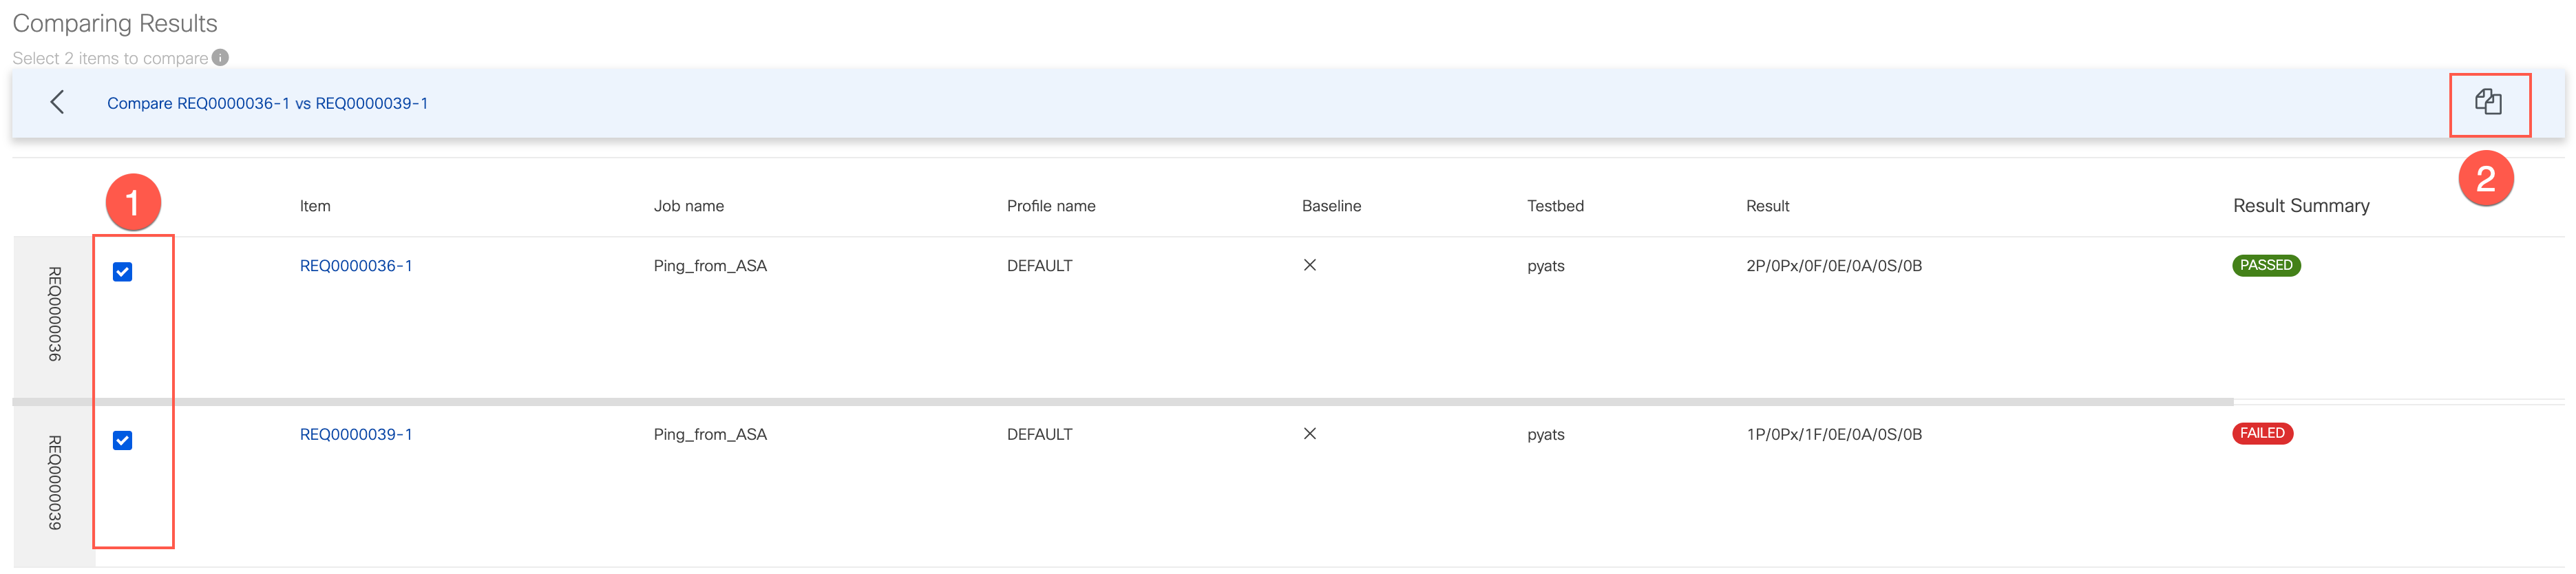 Comparing Results
Select 2 items to compare
Compare REQ0000036-1 vs REQ0000039-1
2
1
Item Job name Profile name Baseline Testbed Result Result Summary
REQ0000036
REQ0000036-1 Ping_from_ASA DEFAULT pyats 2P/0Px/0F/0E/0A/0S/0B PASSED
REQ0000039
REQ0000039-1 Ping_from_ASA DEFAULT pyats 1P/0Px/1F/0E/0A/0S/0B FAILED